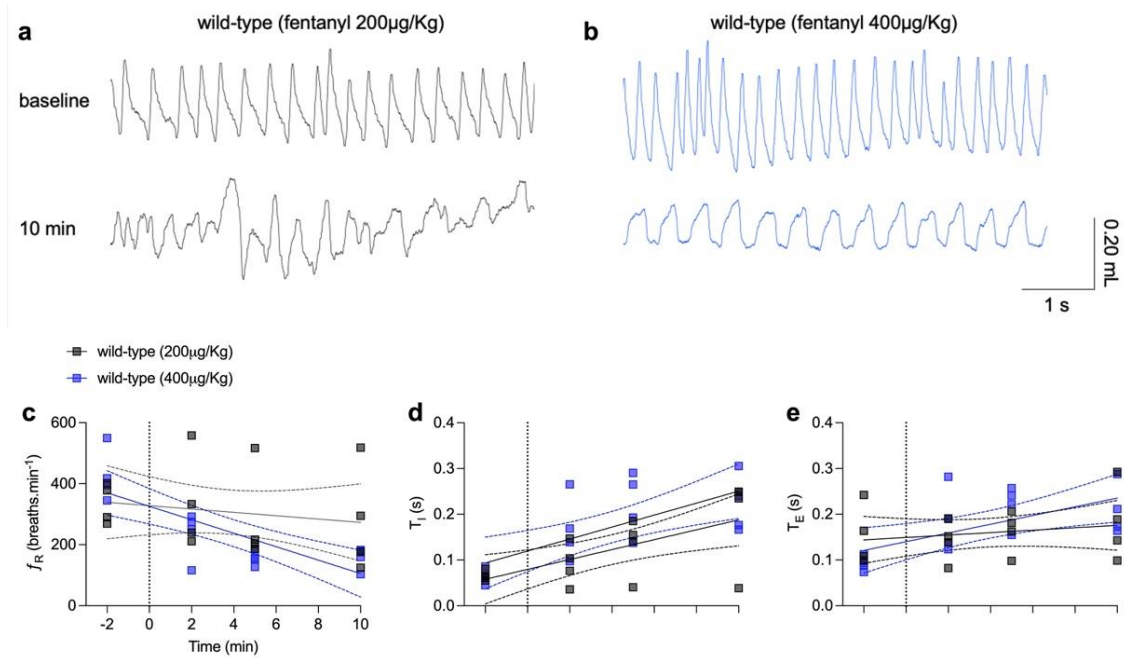 a wild-type (fentanyl 200µg/Kg)
b wild-type (fentanyl 400µg/Kg)
baseline
10 min
0.20 mL
1 s
wild-type (200µg/Kg)
wild-type (400µg/Kg)
c
600
400
200
0
fR (breaths.min-1)
-2 0 2 4 6 8 10
Time (min)
d
0.4
0.3
0.2
0.1
0.0
TI (s)
e
0.4
0.3
0.2
0.1
0.0
TE (s)